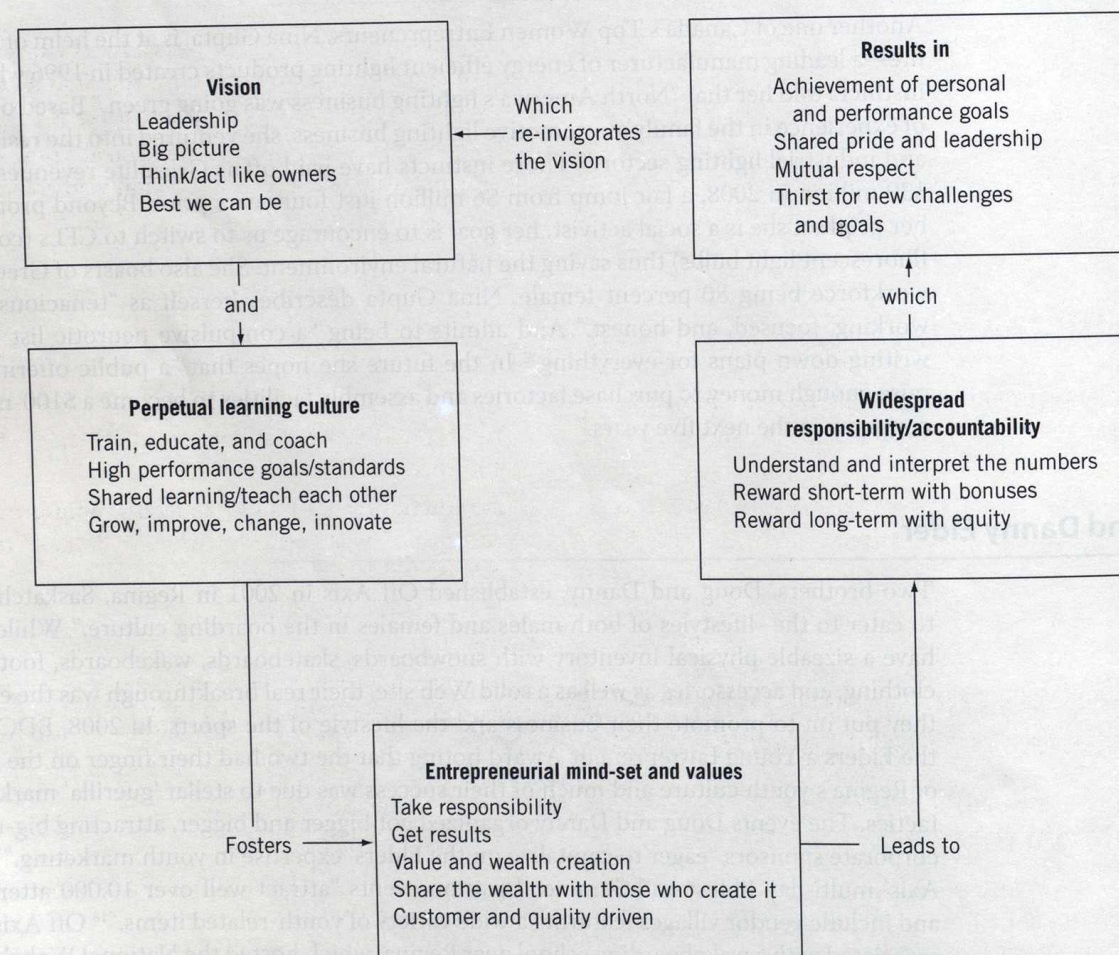 Vision
Leadership
Big picture
Think/act like owners
Best we can be
Which
re-invigorates
the vision
Results in
Achievement of personal
and performance goals
Shared pride and leadership
Mutual respect
Thirst for new challenges
and goals
and
which
Perpetual learning culture
Train, educate, and coach
High performance goals/standards
Shared learning/teach each other
Grow, improve, change, innovate
Widespread
responsibility/accountability
Understand and interpret the numbers
Reward short-term with bonuses
Reward long-term with equity
Fosters
Entrepreneurial mind-set and values
Take responsibility
Get results
Value and wealth creation
Share the wealth with those who create it
Customer and quality driven
Leads to